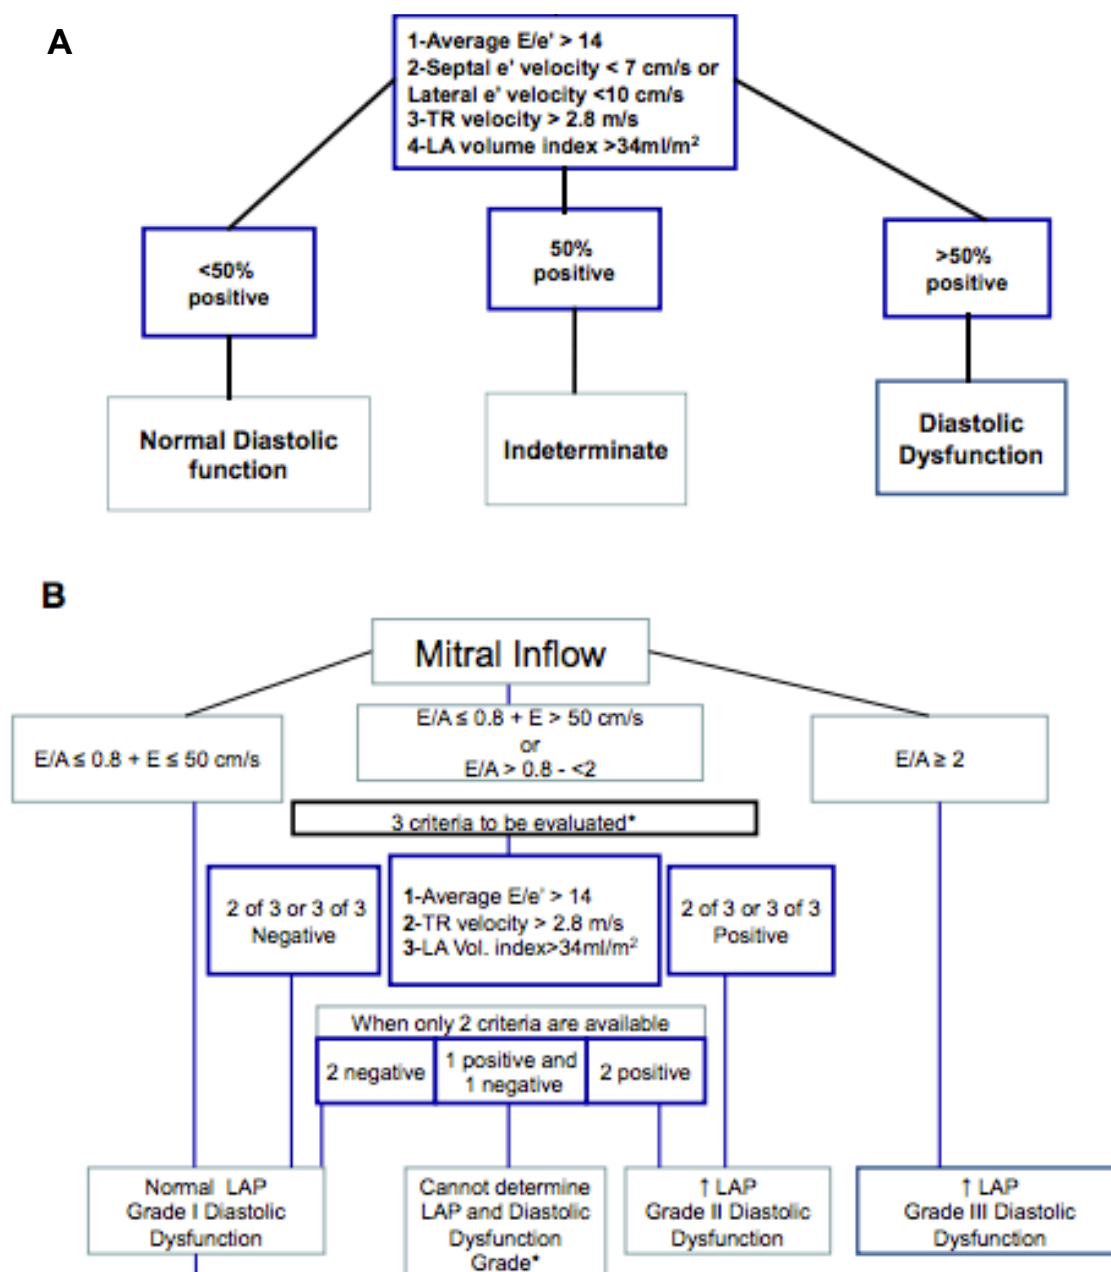 A
1-Average E/e' > 14
2-Septal e' velocity < 7 cm/s or
Lateral e' velocity <10 cm/s
3-TR velocity > 2.8 m/s
4-LA volume index >34ml/m²
<50%
positive
50%
positive
>50%
positive
Normal Diastolic
function
Indeterminate
Diastolic
Dysfunction
B
Mitral Inflow
E/A ≤ 0.8 + E ≤ 50 cm/s
E/A ≤ 0.8 + E > 50 cm/s
or
E/A > 0.8 - <2
E/A ≥ 2
3 criteria to be evaluated*
2 of 3 or 3 of 3
Negative
1-Average E/e' > 14
2-TR velocity > 2.8 m/s
3-LA Vol. index>34ml/m²
2 of 3 or 3 of 3
Positive
When only 2 criteria are available
2 negative
1 positive and
1 negative
2 positive
Normal LAP
Grade I Diastolic
Dysfunction
Cannot determine
LAP and Diastolic
Dysfunction
Grade*
↑ LAP
Grade II Diastolic
Dysfunction
↑ LAP
Grade III Diastolic
Dysfunction